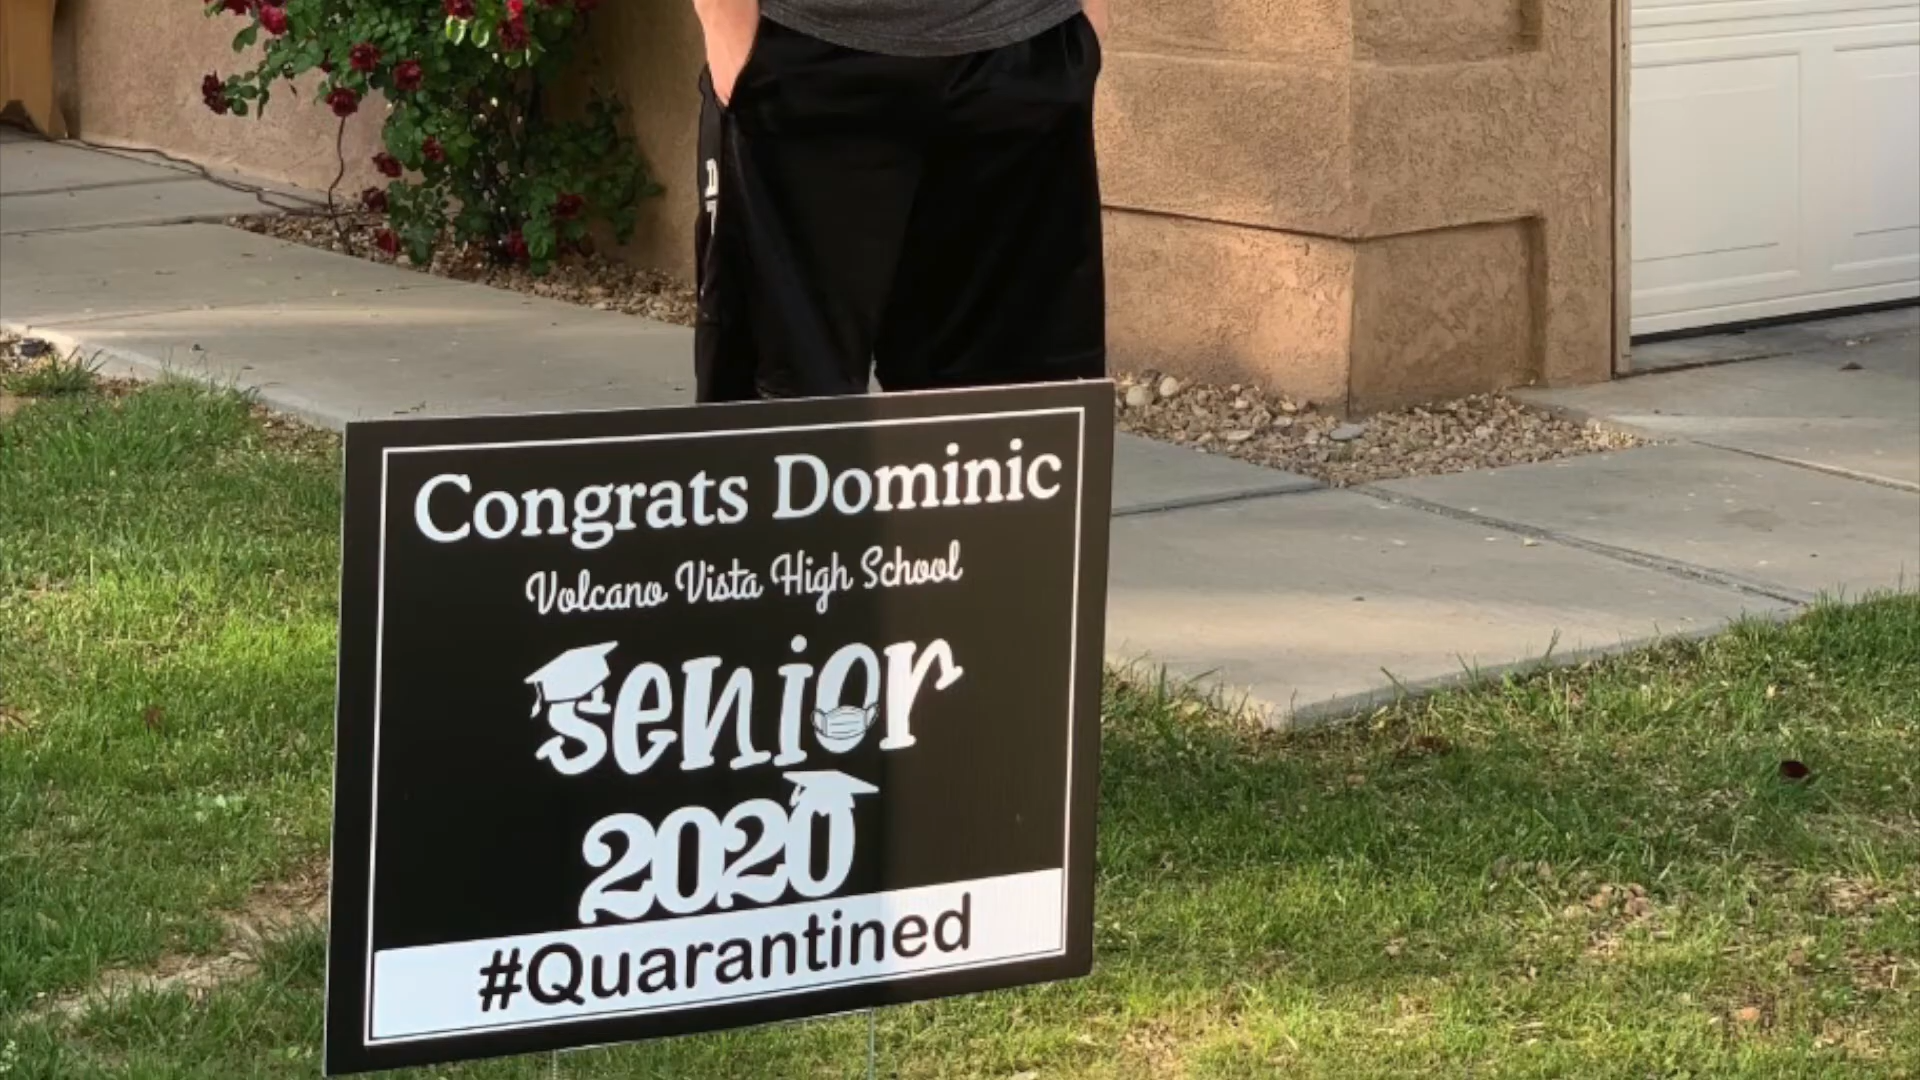 Congrats Dominic
Volcano Vista High School
senior
2020
#Quarantined